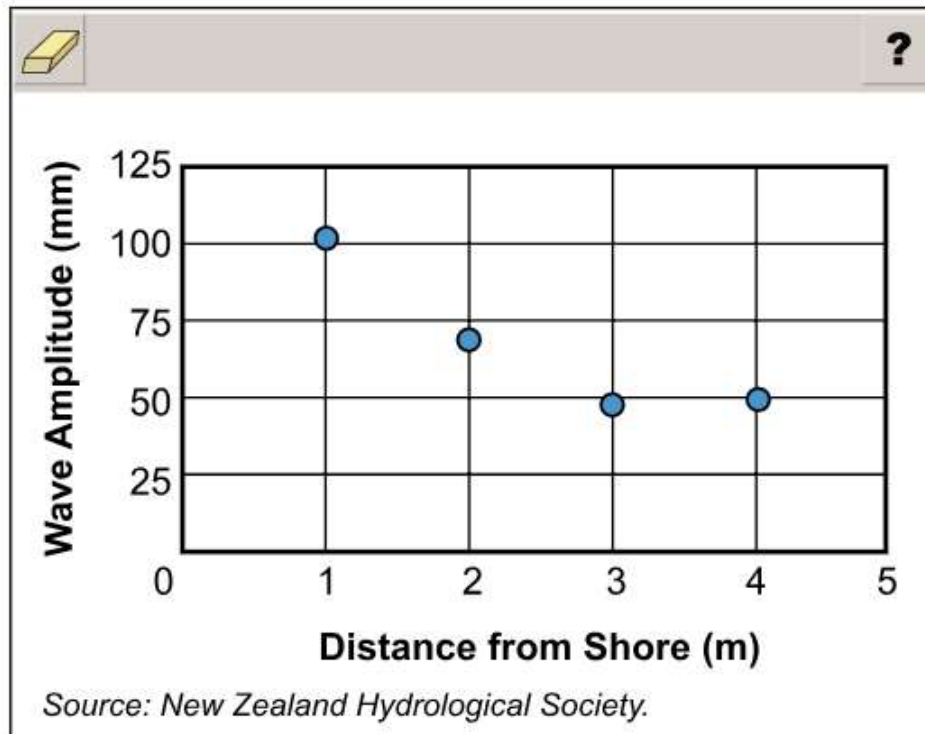 ?
Wave Amplitude (mm)
125
100
75
50
25
0 1 2 3 4 5
Distance from Shore (m)
Source: New Zealand Hydrological Society.